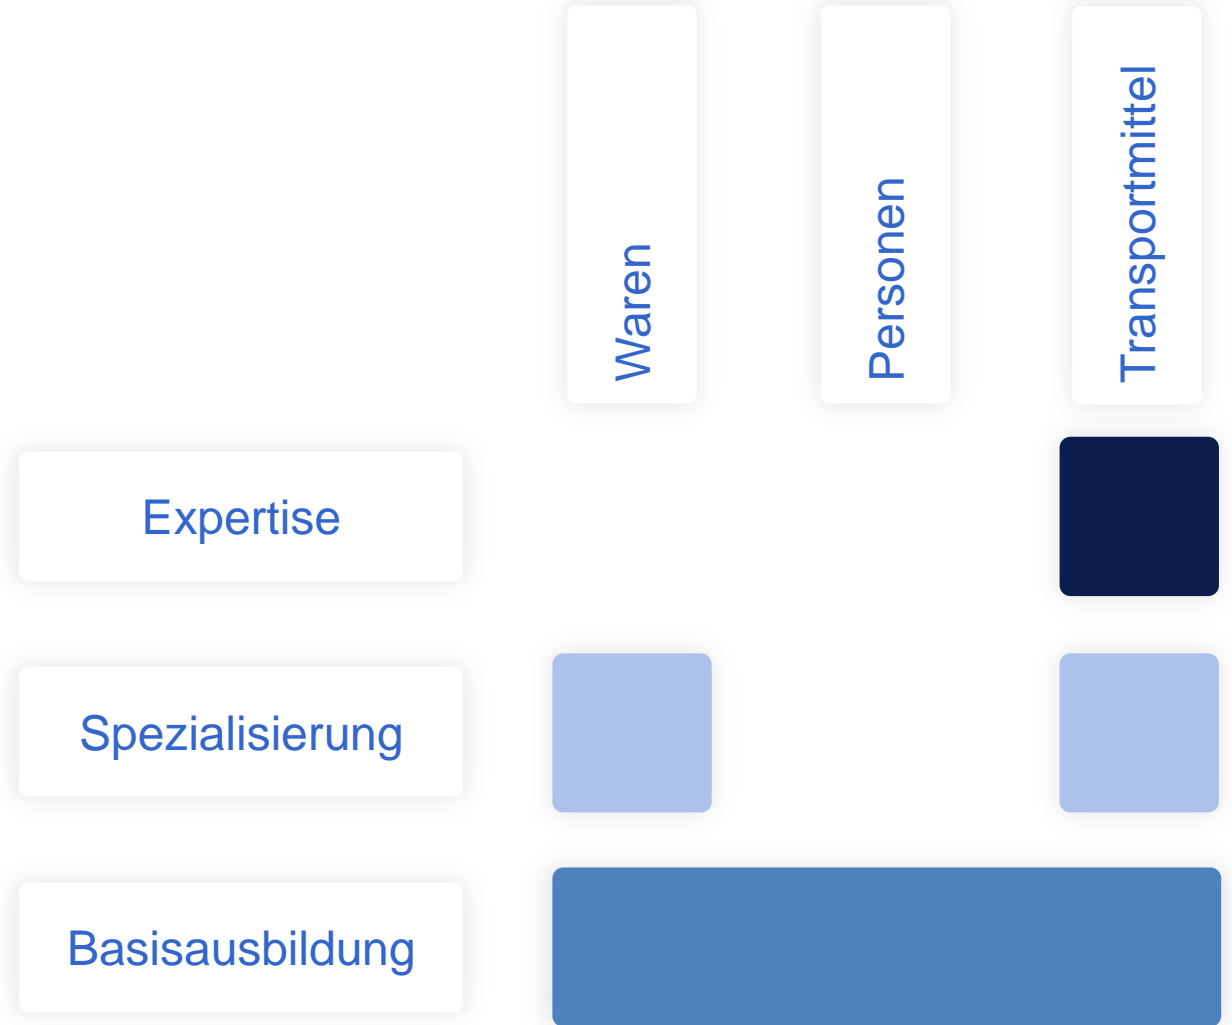 Waren
Personen
Transportmittel
Expertise
Spezialisierung
Basisausbildung